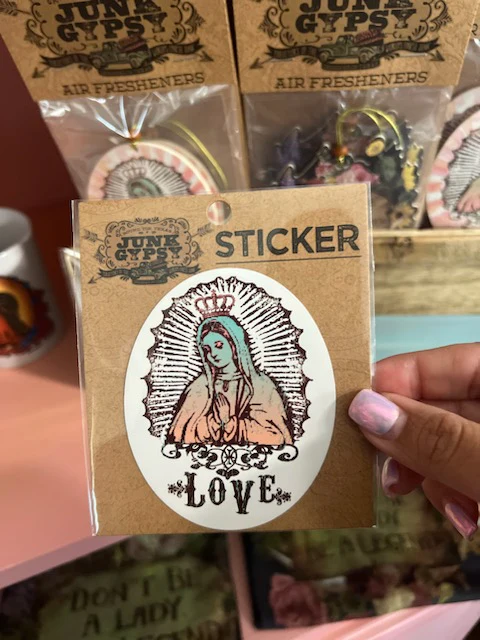 JUNK
GYPSY
AIR FRESHENERS
JUNK
GYPSY
AIR FRESHENERS
JUNK
GYPSY
STICKER
LOVE
DON'T BE
A LADY